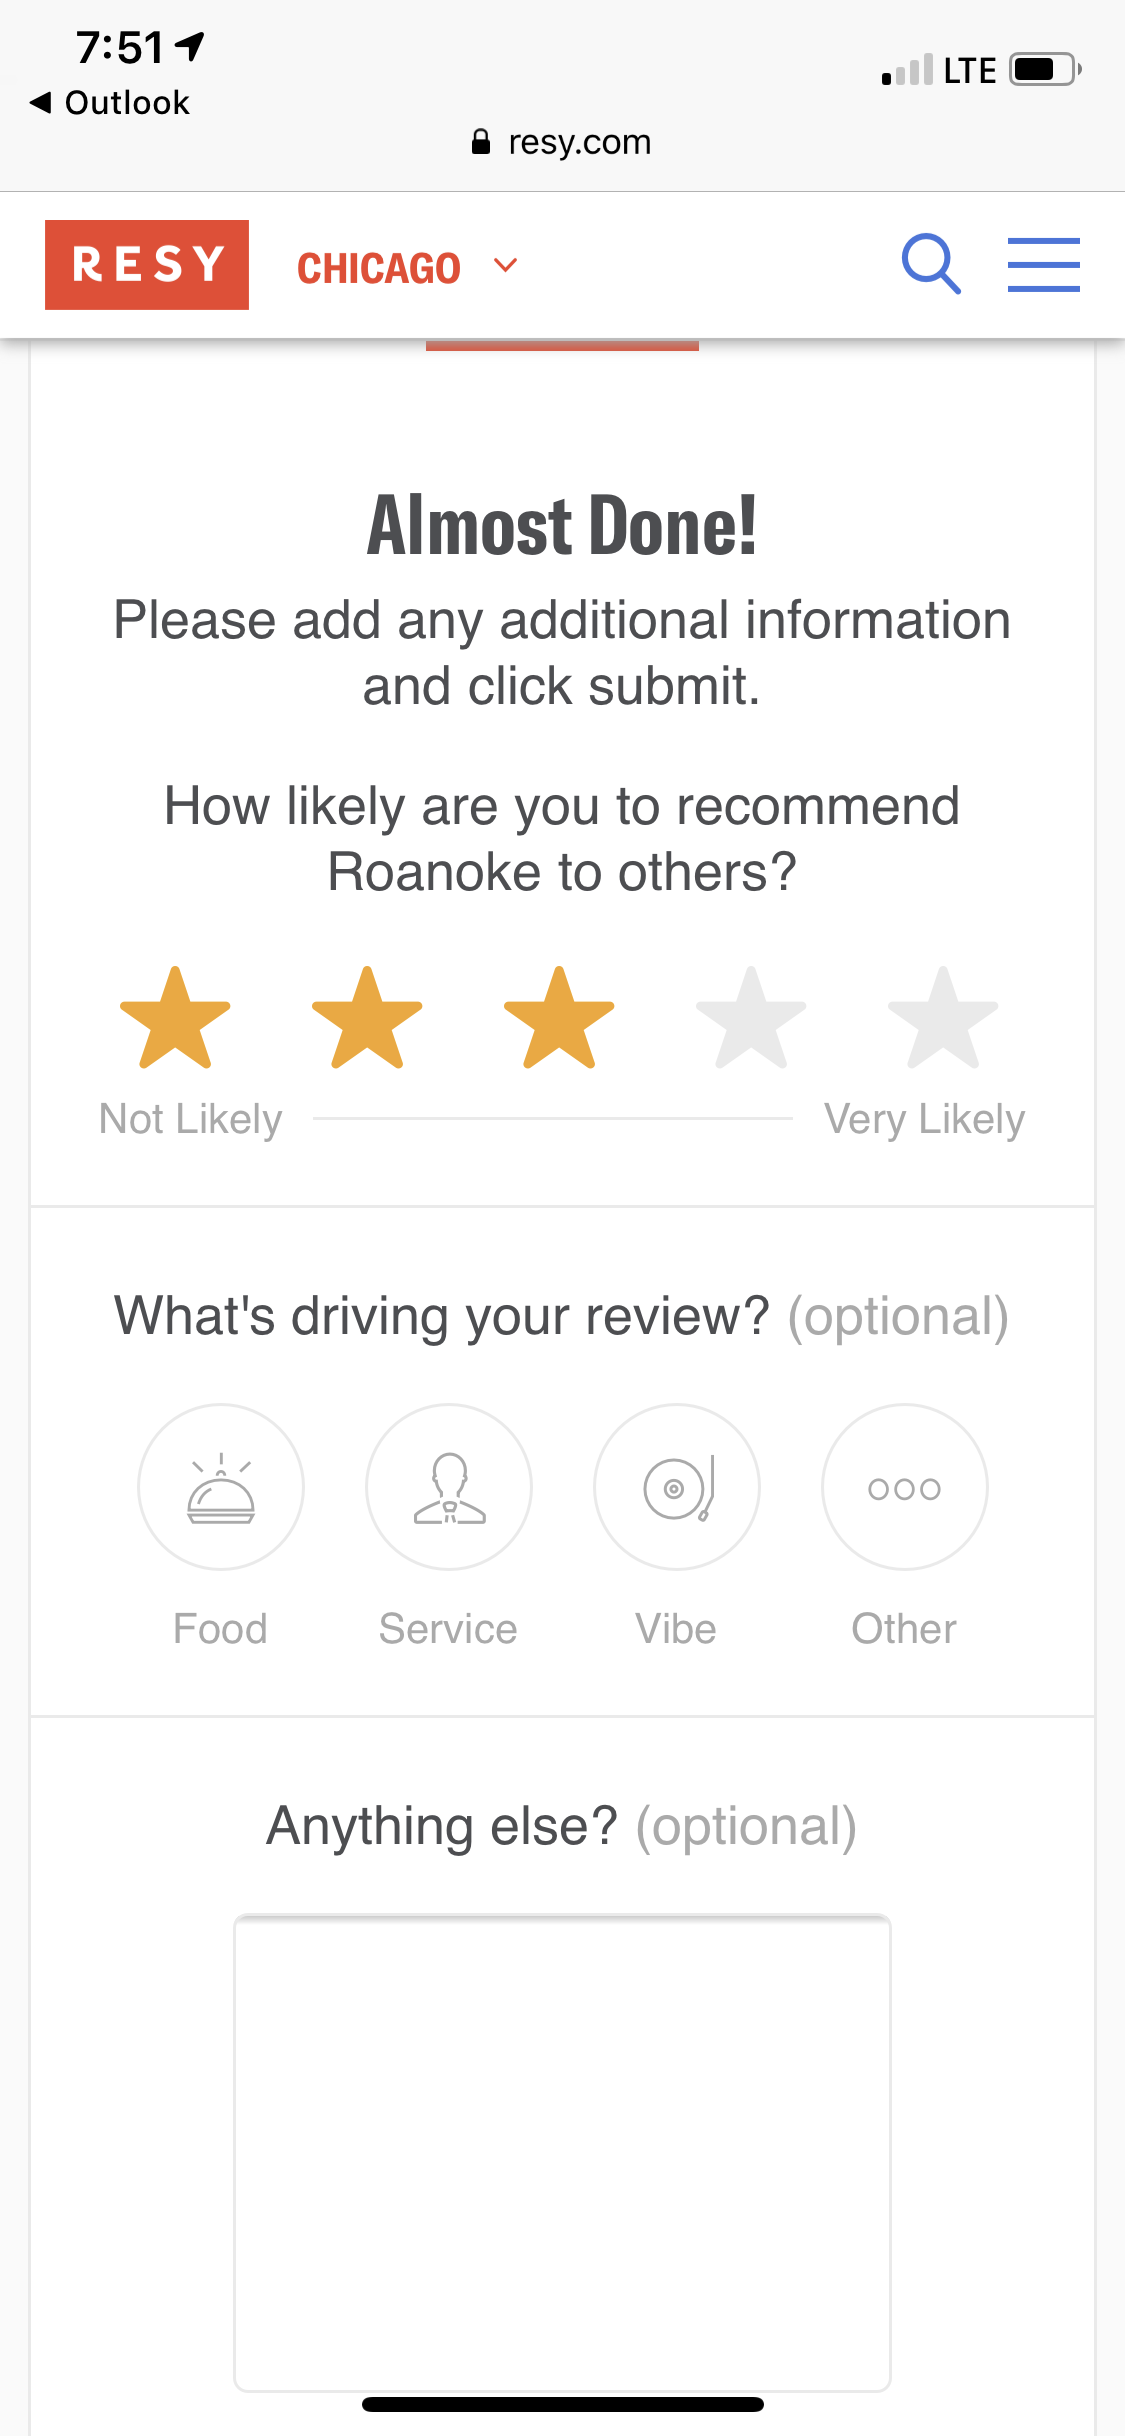 7:51
LTE
Outlook
resy.com
RESY
CHICAGO
Almost Done!
Please add any additional information
and click submit.
How likely are you to recommend
Roanoke to others?
Not Likely
Very Likely
What's driving your review? (optional)
Food
Service
Vibe
Other
Anything else? (optional)